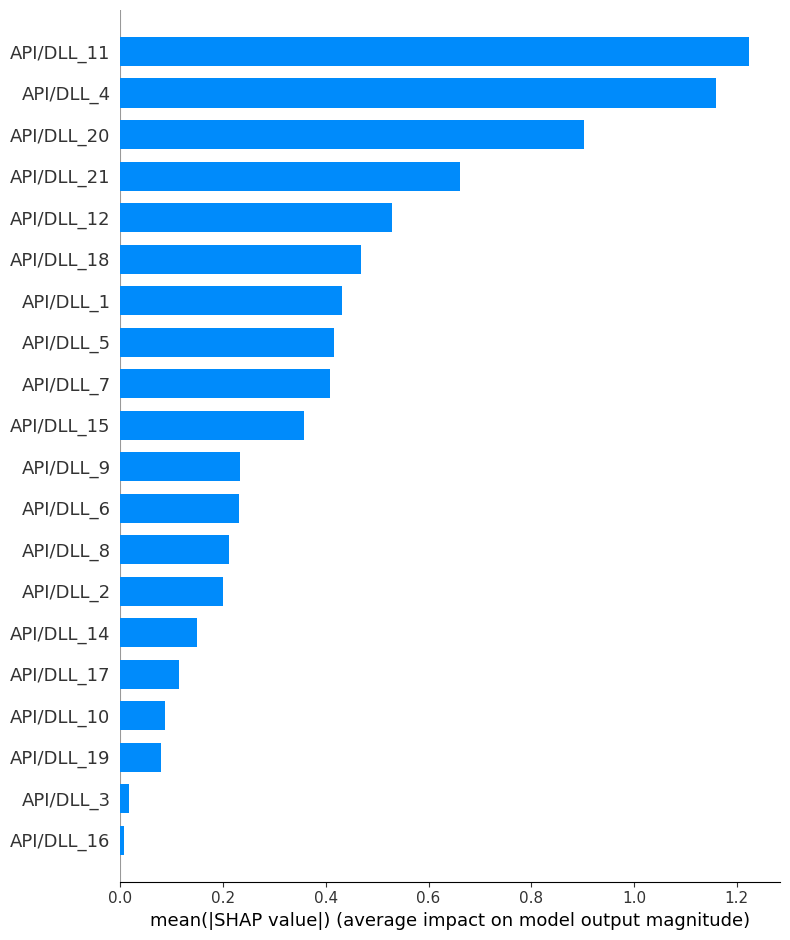 API/DLL_11
API/DLL_4
API/DLL_20
API/DLL_21
API/DLL_12
API/DLL_18
API/DLL_1
API/DLL_5
API/DLL_7
API/DLL_15
API/DLL_9
API/DLL_6
API/DLL_8
API/DLL_2
API/DLL_14
API/DLL_17
API/DLL_10
API/DLL_19
API/DLL_3
API/DLL_16
0.0 0.2 0.4 0.6 0.8 1.0 1.2
mean(|SHAP value|) (average impact on model output magnitude)